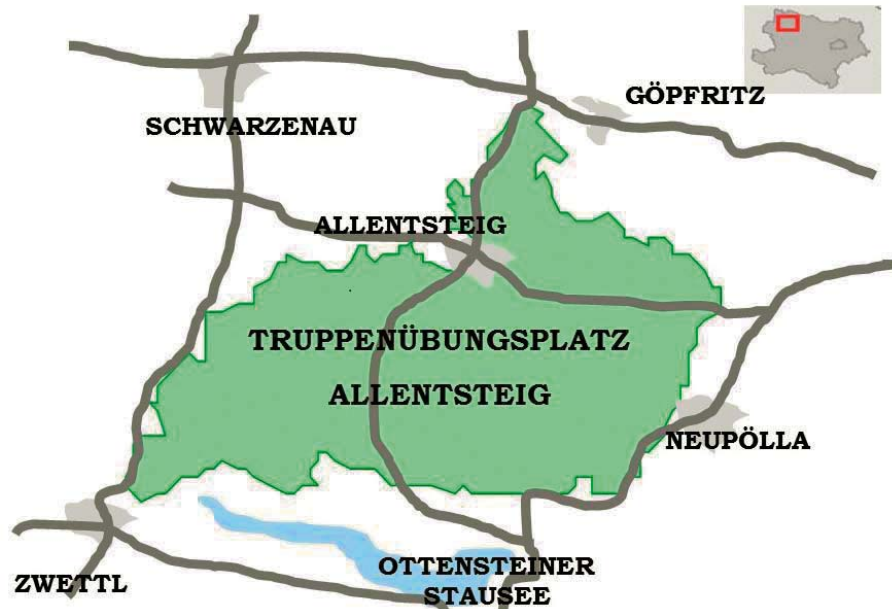 GÖPFRITZ
SCHWARZENAU
ALLENTSTEIG
TRUPPENÜBUNGSPLATZ
ALLENTSTEIG
NEUPÖLLA
OTTENSTEINER
STAUSEE
ZWETTL